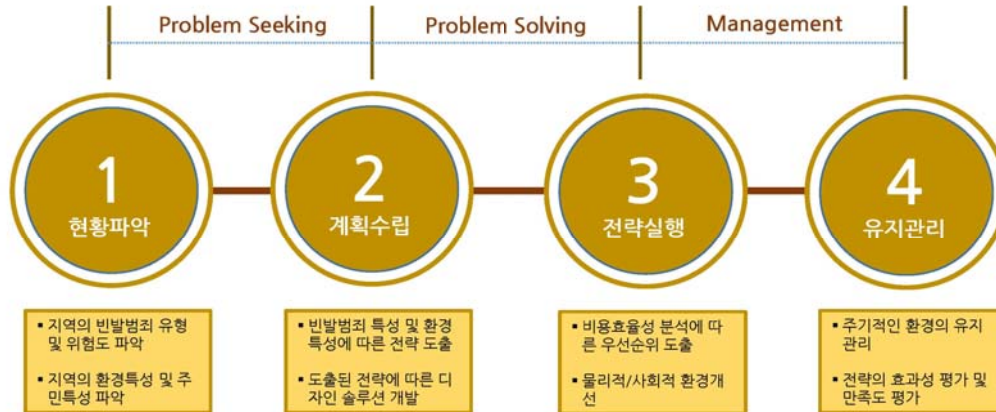 Problem Seeking
Problem Solving
Management
1
현황파악
2
계획수립
3
전략실행
4
유지관리
▪ 지역의 빈발범죄 유형
및 위험도 파악
▪ 지역의 환경특성 및 주
민특성 파악
▪ 빈발범죄 특성 및 환경
특성에 따른 전략 도출
▪ 도출된 전략에 따른 디
자인 솔루션 개발
▪ 비용효율성 분석에 따
른 우선순위 도출
▪ 물리적/사회적 환경개
선
▪ 주기적인 환경의 유지
관리
▪ 전략의 효과성 평가 및
만족도 평가